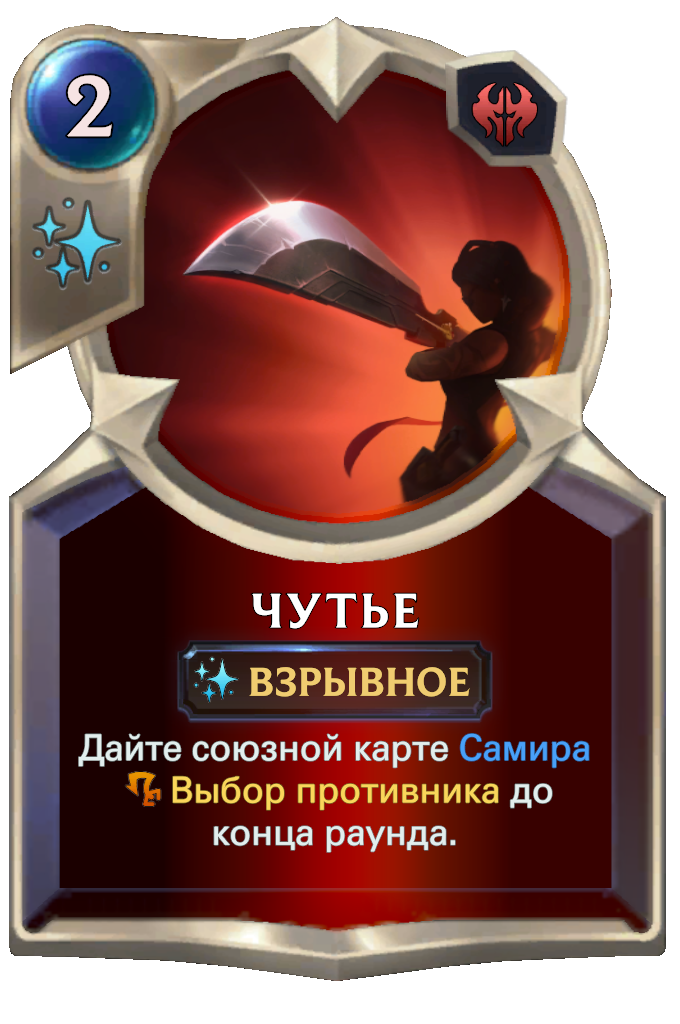 2
ЧУТЬЕ
ВЗРЫВНОЕ
Дайте союзной карте Самира
Выбор противника до
конца раунда.